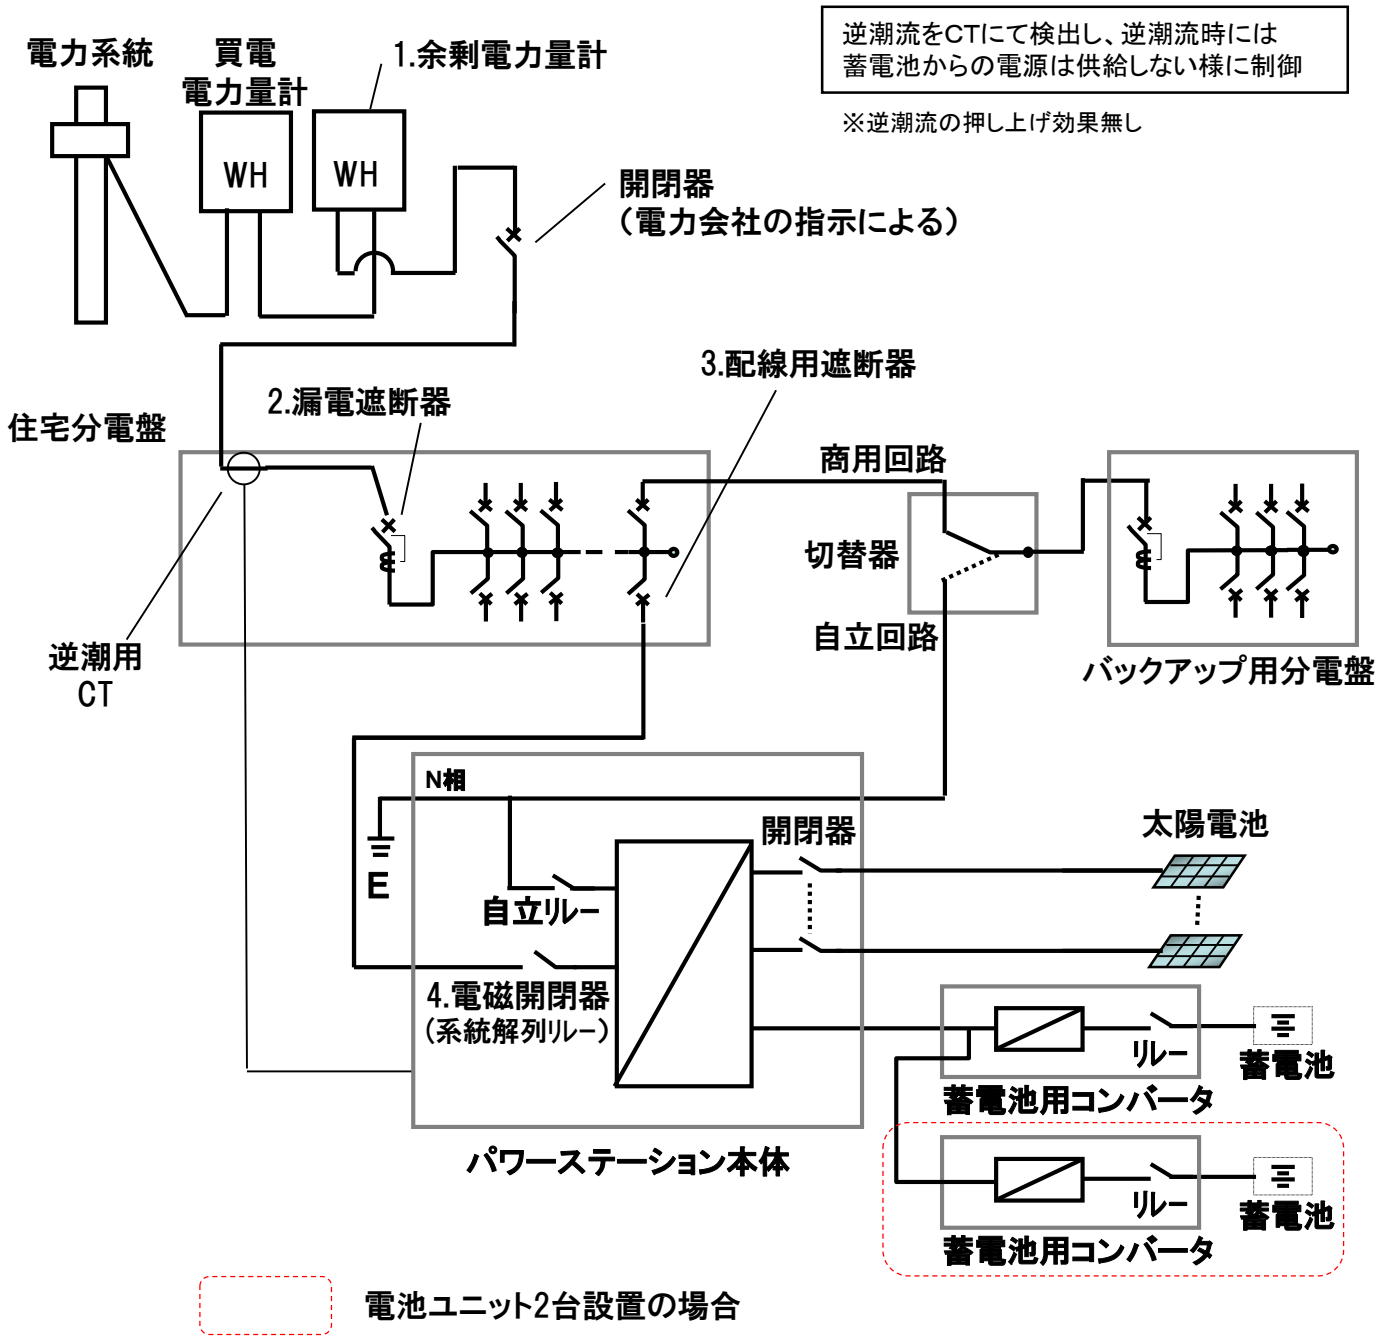 逆潮流をCTにて検出し、逆潮流時には
蓄電池からの電源は供給しない様に制御
※逆潮流の押し上げ効果無し
電力系統
買電
電力量計
1.余剰電力量計
WH
WH
開閉器
（電力会社の指示による）
3.配線用遮断器
2.漏電遮断器
住宅分電盤
商用回路
切替器
自立回路
バックアップ用分電盤
逆潮用
CT
N相
E
開閉器
太陽電池
自立リレー
4.電磁開閉器
（系統解列リレー）
リレー
蓄電池
蓄電池用コンバータ
パワーステーション本体
リレー
蓄電池
蓄電池用コンバータ
電池ユニット2台設置の場合